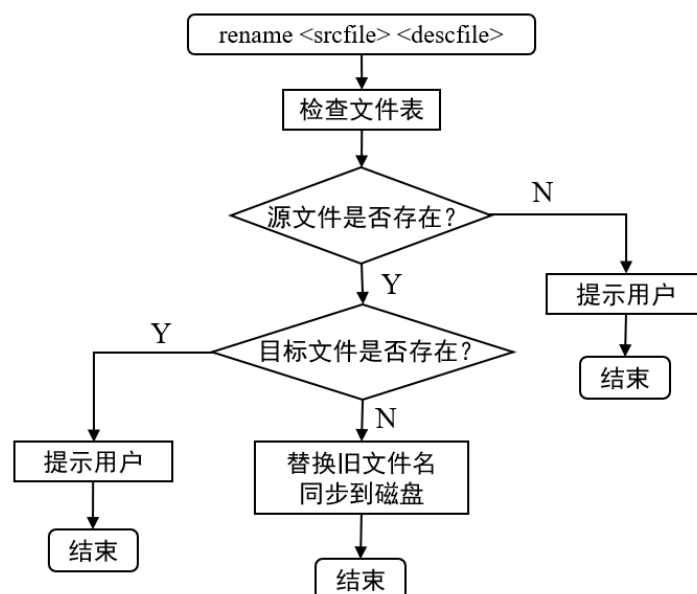 rename <srcfile> <descfile>
检查文件表
源文件是否存在?
N
Y
提示用户
目标文件是否存在?
Y
结束
N
提示用户
替换旧文件名
同步到磁盘
结束
结束